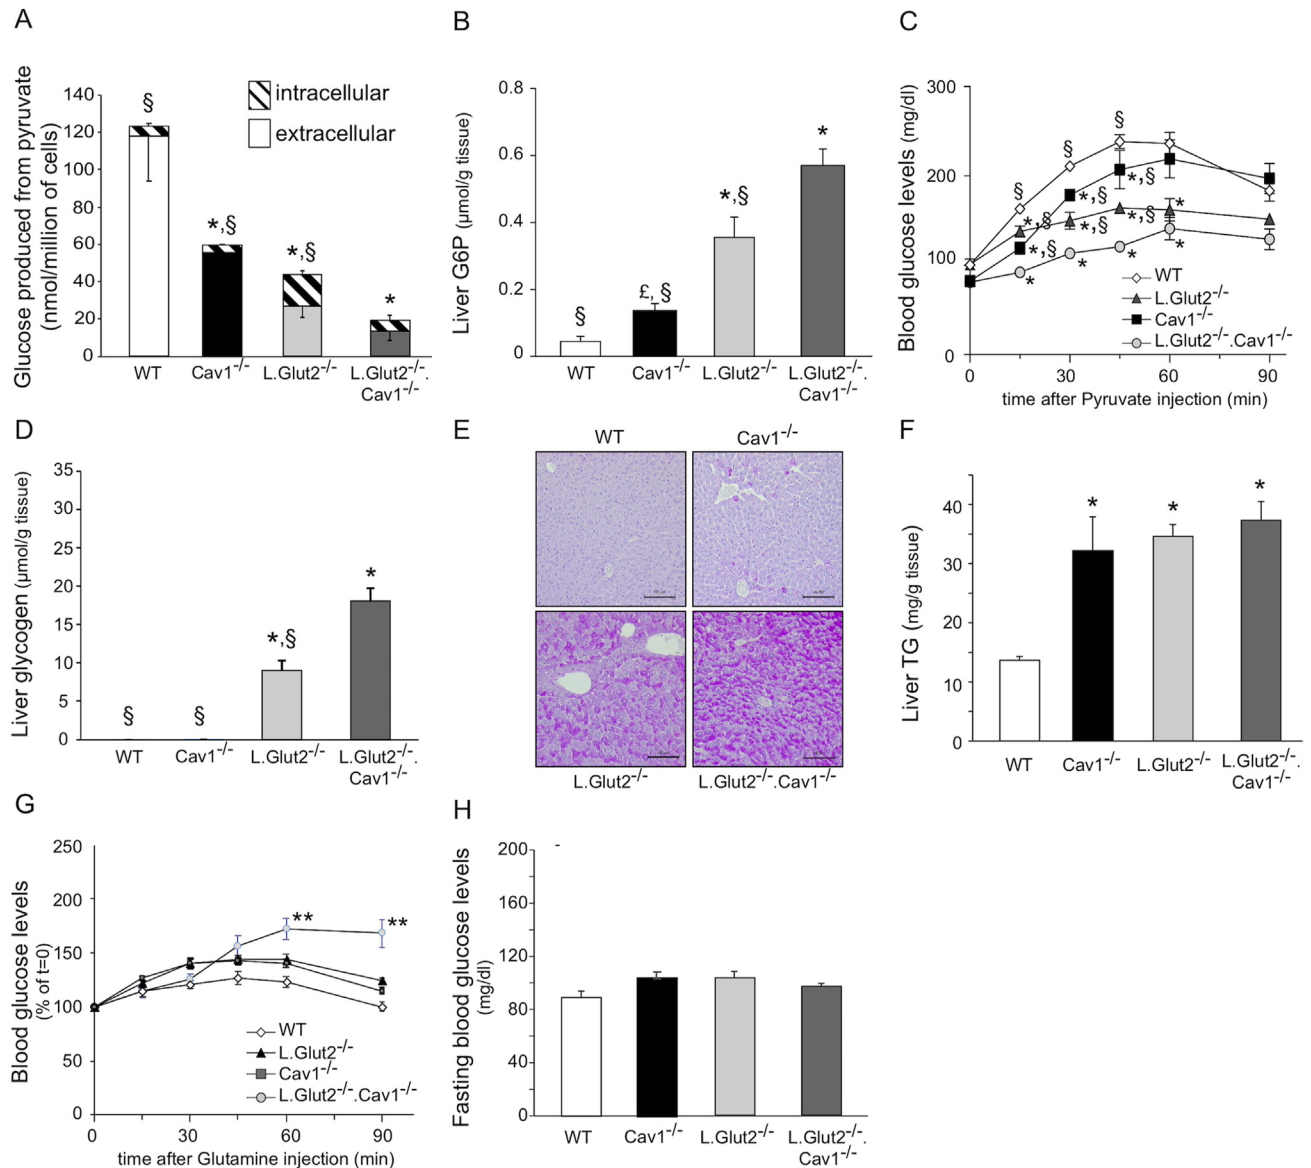 A
Glucose produced from pyruvate
(nmol/million of cells)
140
120
100
80
60
40
20
0
intracellular
extracellular
§
*,§
*,§
*
WT
Cav1-/-
L.Glut2-/-
L.Glut2-/-.
Cav1-/-
B
Liver G6P (µmol/g tissue)
0.8
0.6
0.4
0.2
0
§
£, §
*,§
*
WT
Cav1-/-
L.Glut2-/-
L.Glut2-/-.
Cav1-/-
C
Blood glucose levels (mg/dl)
300
200
100
0
§
§
§
*,§
*,§
*,§
*,§
*,§
*,§
*
*
*
*
*
WT
L.Glut2-/-
Cav1-/-
L.Glut2-/-.Cav1-/-
0
30
60
90
time after Pyruvate injection (min)
D
Liver glycogen (µmol/g tissue)
35
30
25
20
15
10
5
0
§
§
*,§
*
WT
Cav1-/-
L.Glut2-/-
L.Glut2-/-.
Cav1-/-
E
WT
Cav1-/-
L.Glut2-/-
L.Glut2-/-.Cav1-/-
F
Liver TG (mg/g tissue)
40
30
20
10
0
*
*
*
WT
Cav1-/-
L.Glut2-/-
L.Glut2-/-.
Cav1-/-
G
Blood glucose levels
(% of t=0)
250
200
150
100
50
0
**
**
WT
L.Glut2-/-
Cav1-/-
L.Glut2-/-.Cav1-/-
0
30
60
90
time after Glutamine injection (min)
H
Fasting blood glucose levels
(mg/dl)
200
160
120
80
40
0
WT
Cav1-/-
L.Glut2-/-
L.Glut2-/-.
Cav1-/-